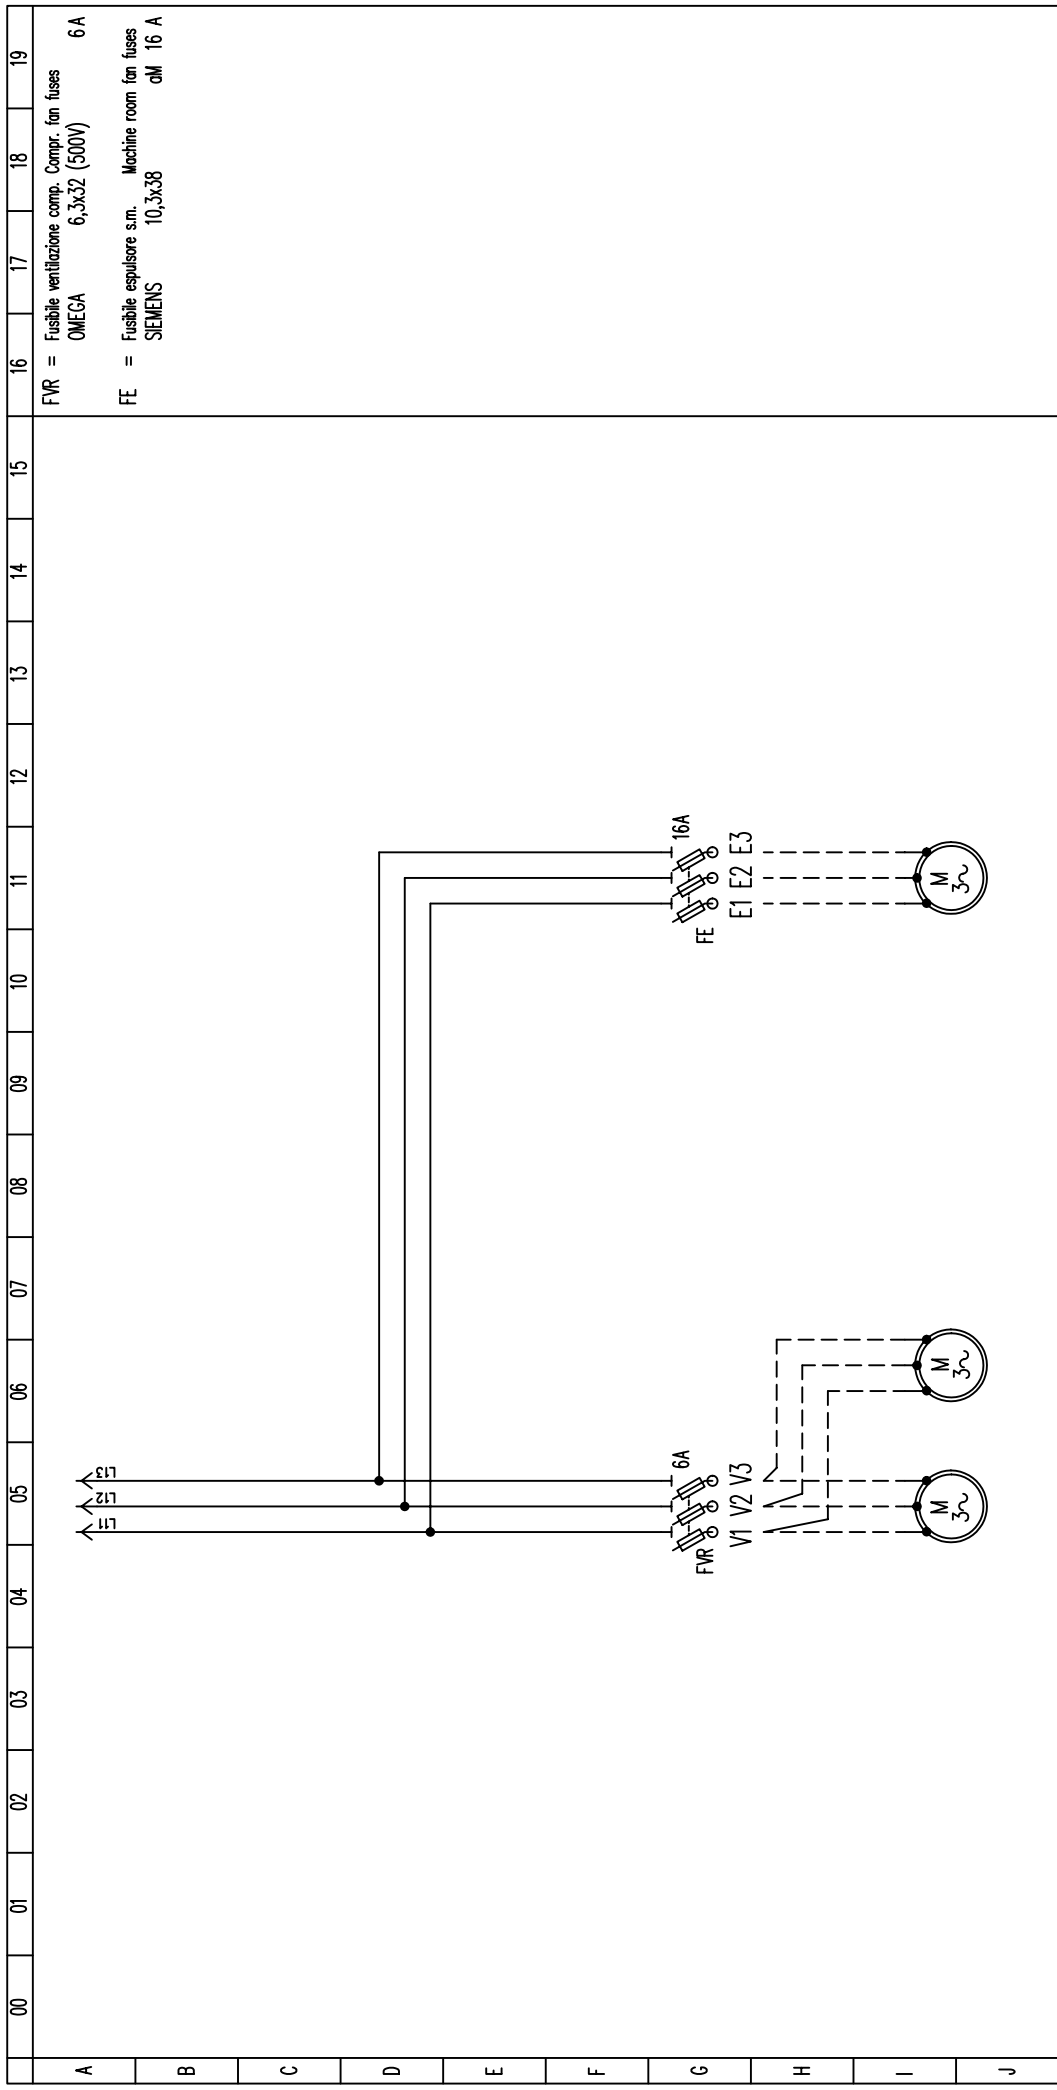 00 01 02 03 04 05 06 07 08 09 10 11 12 13 14 15 16 17 18 19
A
B
C
D
E
F
G
H
I
J
FVR = Fusibile ventilazione comp. Compr. fan fuses
OMEGA 6,3x32 (500V) 6A
FE = Fusibile espulsore s.m. Machine room fan fuses
SIEMENS 10,3x38 aM 16 A
L11 L12 L13
6A
16A
FVR
FE
V1 V2 V3
E1 E2 E3
M
3~
M
3~
M
3~